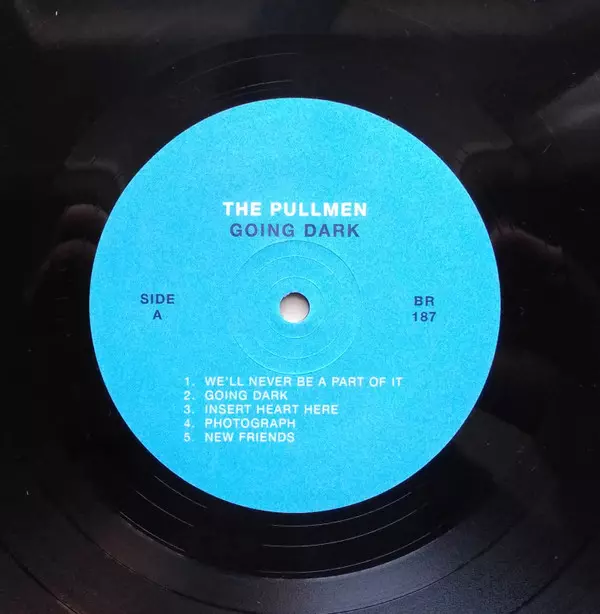 THE PULLMEN
GOING DARK
SIDE
A
BR
187
1. WE'LL NEVER BE A PART OF IT
2. GOING DARK
3. INSERT HEART HERE
4. PHOTOGRAPH
5. NEW FRIENDS